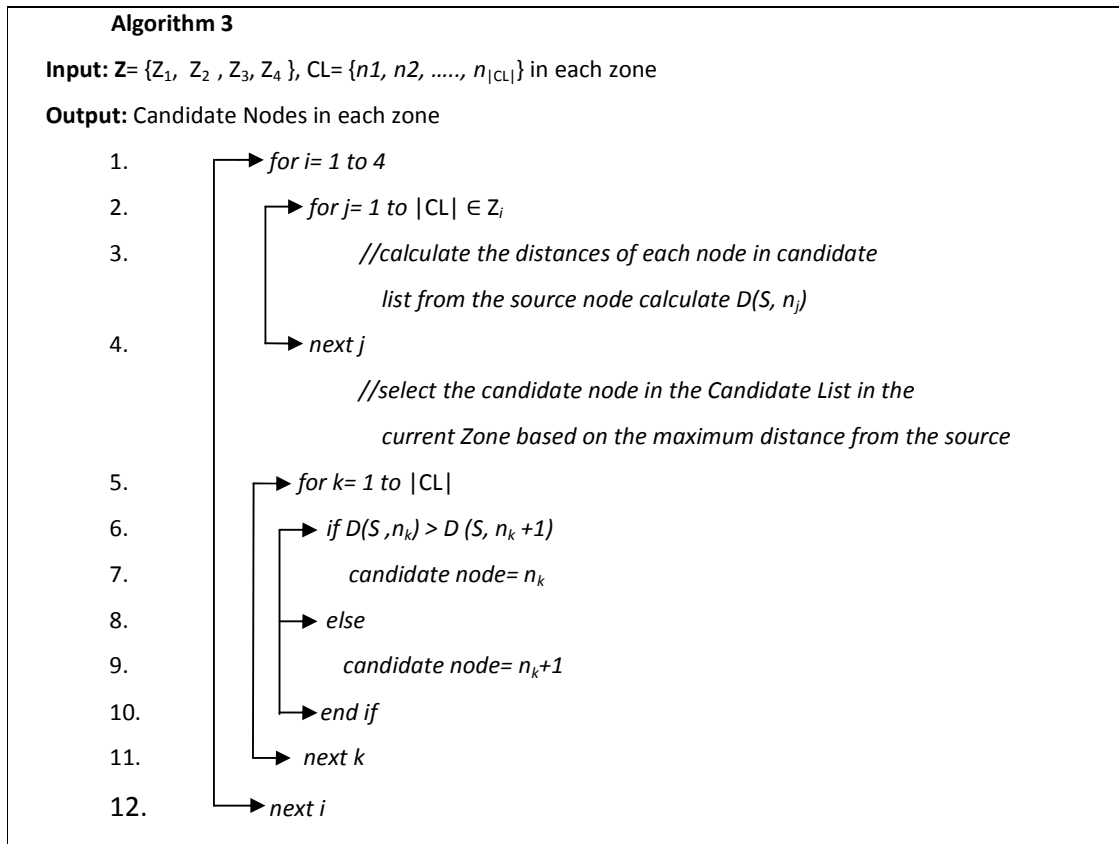 Algorithm 3
Input: Z= {Z₁, Z₂ , Z₃, Z₄ }, CL= {n1, n2, ....., n|CL|} in each zone
Output: Candidate Nodes in each zone
1. for i= 1 to 4
2. for j= 1 to |CL| ∈ Zᵢ
3. //calculate the distances of each node in candidate
list from the source node calculate D(S, nⱼ)
4. next j
//select the candidate node in the Candidate List in the
current Zone based on the maximum distance from the source
5. for k= 1 to |CL|
6. if D(S ,nₖ) > D (S, nₖ +1)
7. candidate node= nₖ
8. else
9. candidate node= nₖ+1
10. end if
11. next k
12. next i